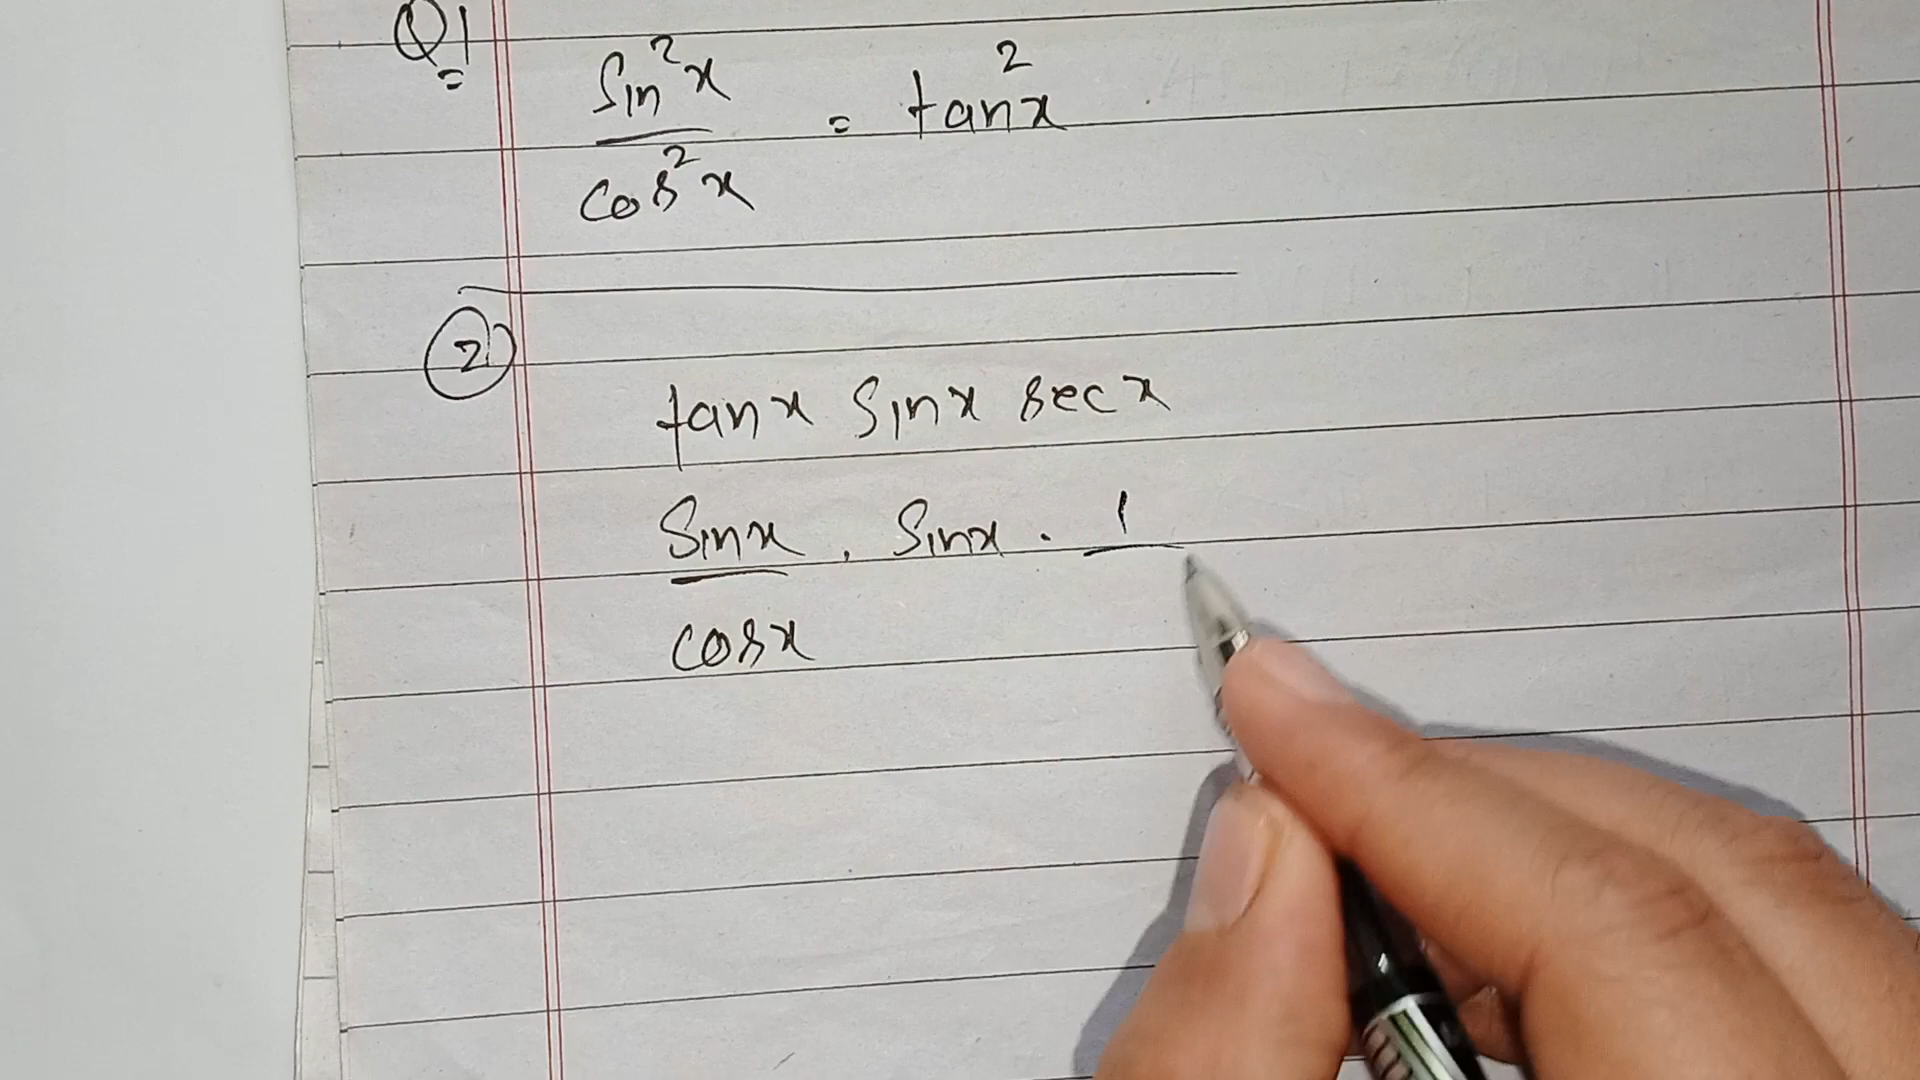 Q1
sin²x
= tan²x
cos²x
2
tanx sinx secx
sinx . sinx . 1
cosx